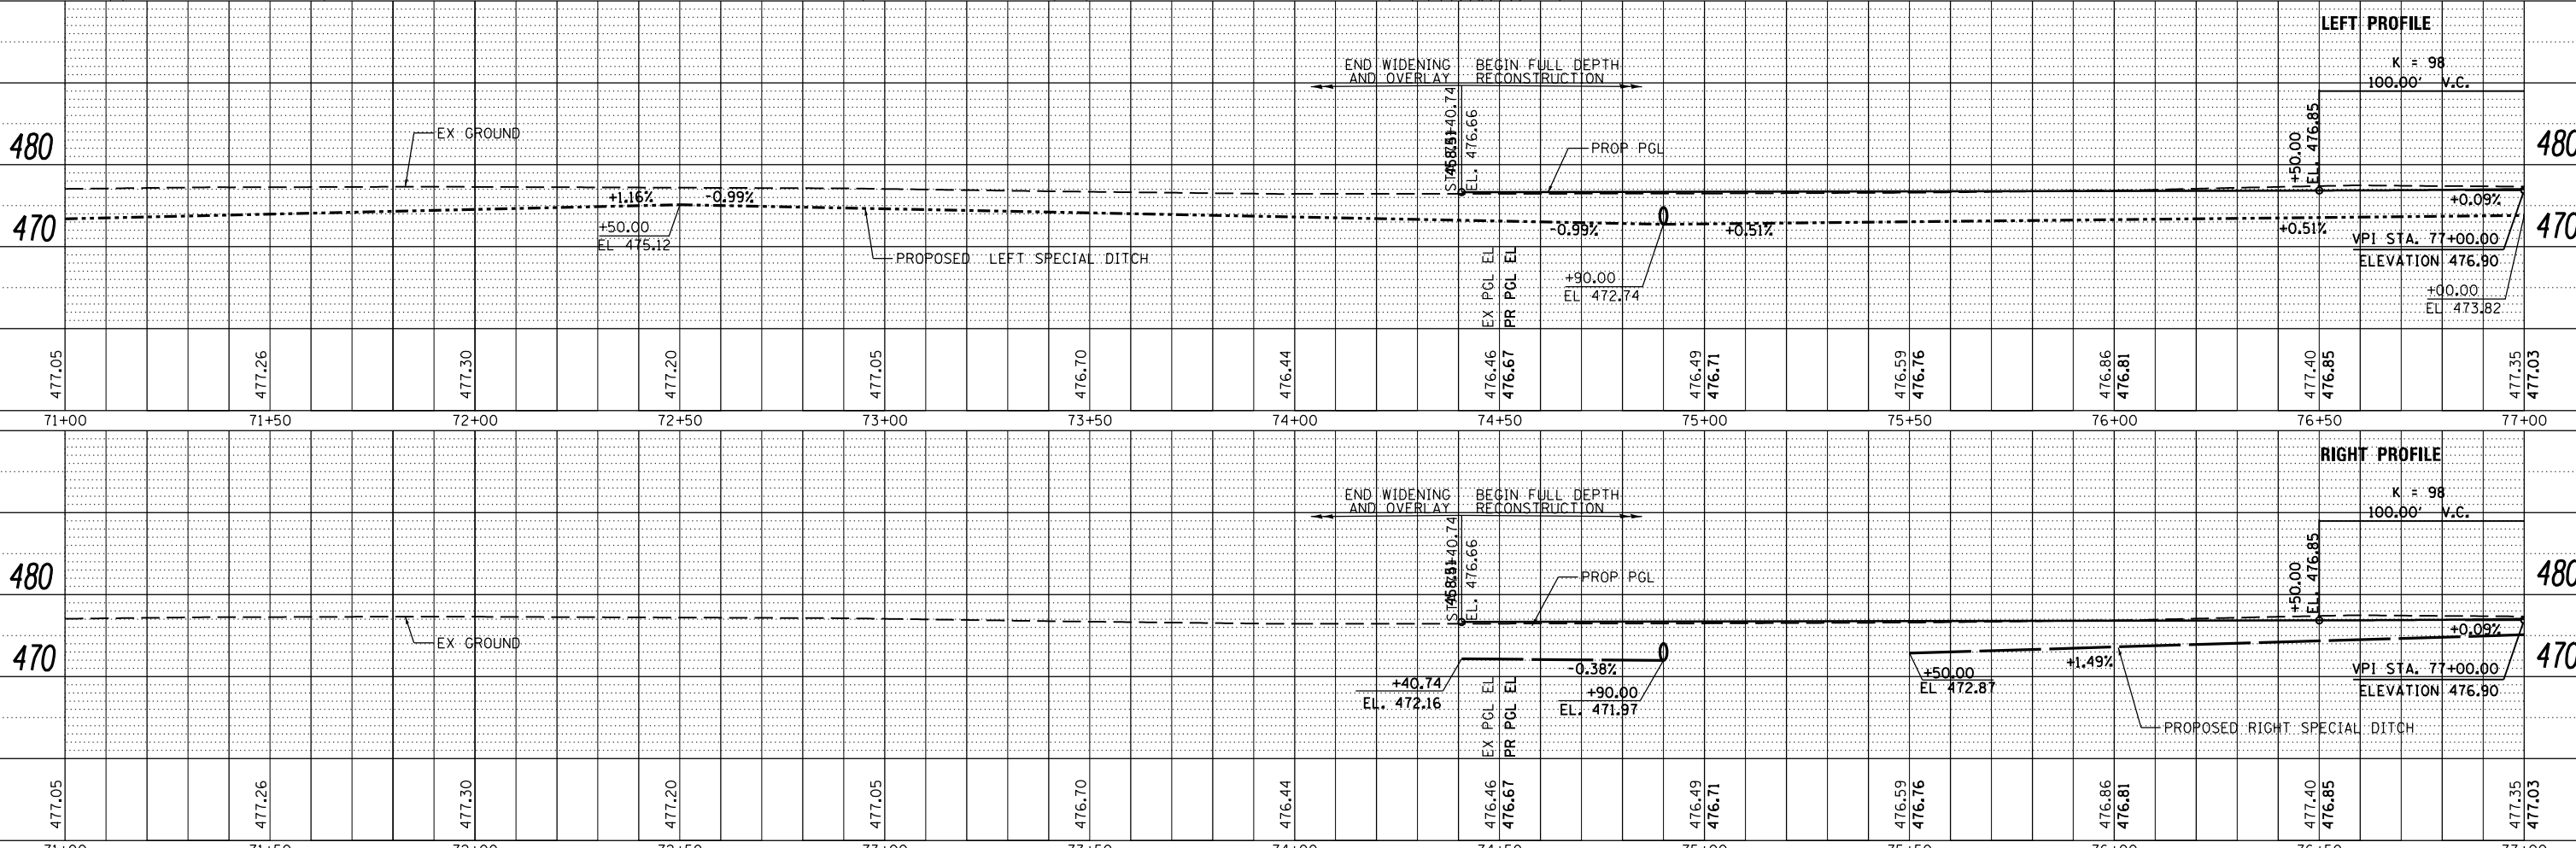 LEFT PROFILE
K = 98
100.00' V.C.
END WIDENING
AND OVERLAY
BEGIN FULL DEPTH
RECONSTRUCTION
+40.74
EL. 476.66
+50.00
EL. 476.85
480
480
EX GROUND
PROP PGL
+1.16%
-0.99%
+0.09%
470
470
+50.00
EL 475.12
-0.99%
+0.51%
+0.51%
VPI STA. 77+00.00
ELEVATION 476.90
PROPOSED LEFT SPECIAL DITCH
EX PGL EL
PR PGL EL
+90.00
EL 472.74
+00.00
EL 473.82
477.05
477.26
477.30
477.20
477.05
476.70
476.44
476.46
476.67
476.49
476.71
476.59
476.76
476.86
476.81
477.40
476.85
477.35
477.03
71+00
71+50
72+00
72+50
73+00
73+50
74+00
74+50
75+00
75+50
76+00
76+50
77+00
RIGHT PROFILE
K = 98
100.00' V.C.
END WIDENING
AND OVERLAY
BEGIN FULL DEPTH
RECONSTRUCTION
+40.74
EL. 476.66
+50.00
EL. 476.85
480
480
PROP PGL
EX GROUND
+0.09%
470
470
-0.38%
+1.49%
+40.74
EL. 472.16
+90.00
EL. 471.97
+50.00
EL 472.87
VPI STA. 77+00.00
ELEVATION 476.90
EX PGL EL
PR PGL EL
PROPOSED RIGHT SPECIAL DITCH
477.05
477.26
477.30
477.20
477.05
476.70
476.44
476.46
476.67
476.49
476.71
476.59
476.76
476.86
476.81
477.40
476.85
477.35
477.03